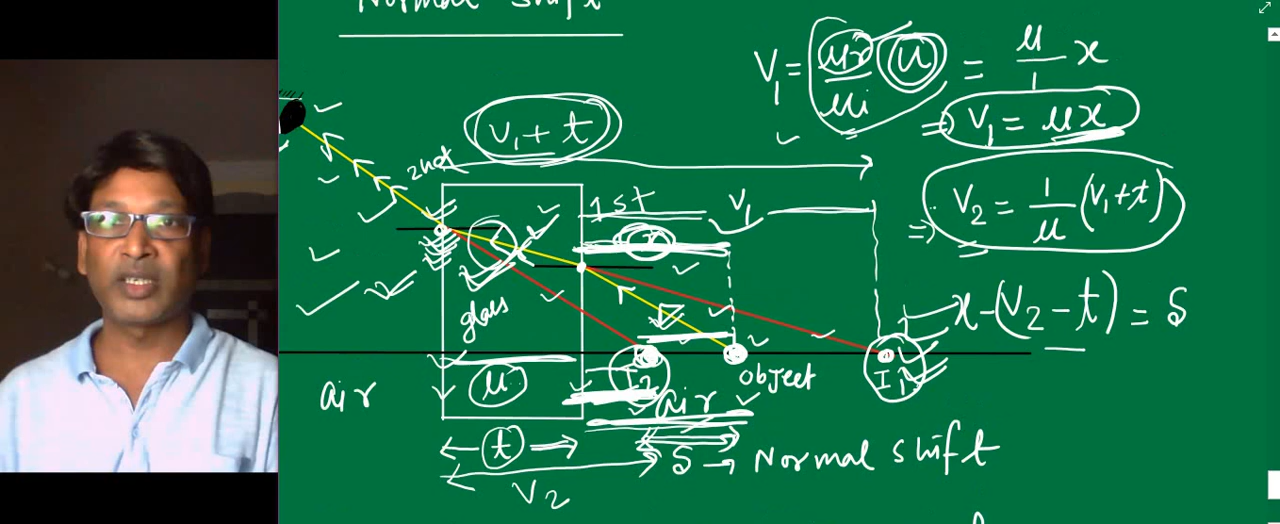 Normal shift
V₁ = μr/μi (u) = μ/1 x
⇒ V₁ = μx
V₁ + t
2nd
1st
V₁
x
⇒ V₂ = 1/μ (V₁+t)
x-(V₂-t) = S
glass
μ
I₂
object
I₁
air
air
t
S → Normal shift
V₂